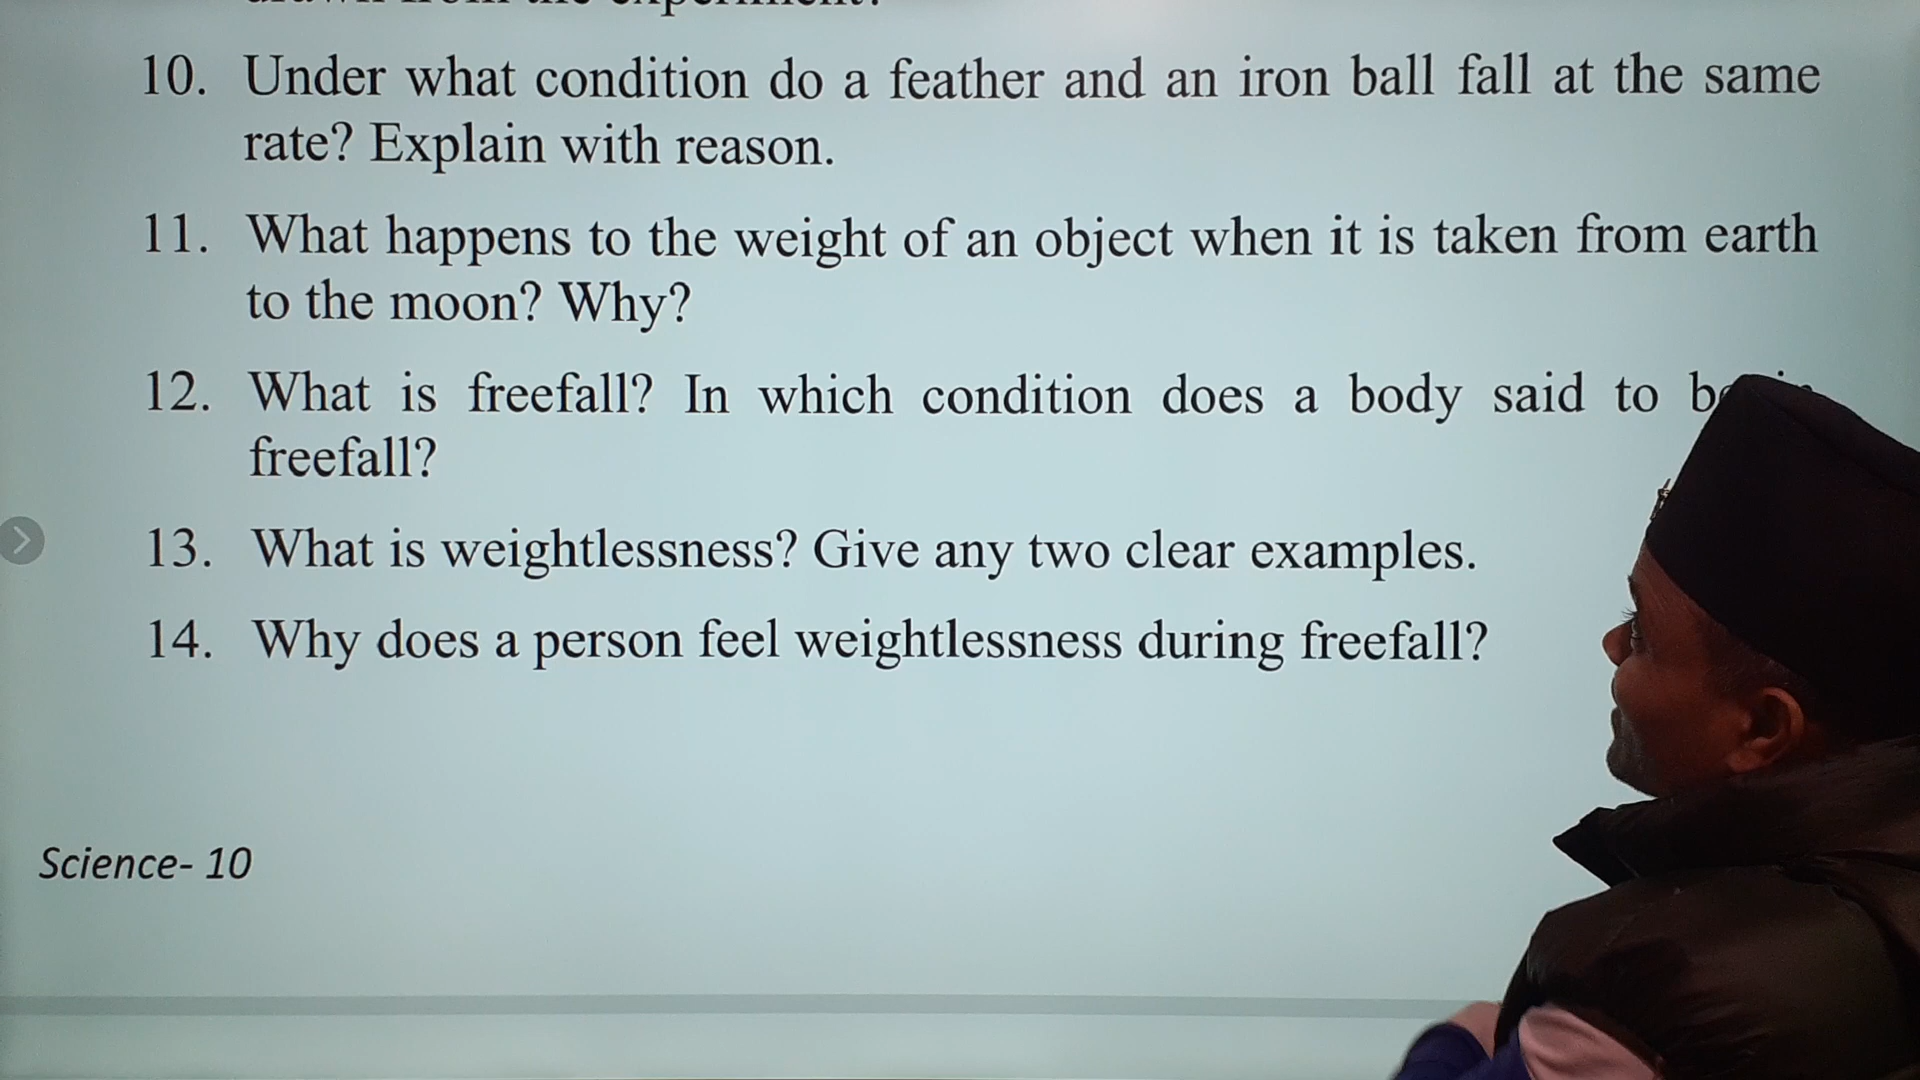 10. Under what condition do a feather and an iron ball fall at the same
rate? Explain with reason.
11. What happens to the weight of an object when it is taken from earth
to the moon? Why?
12. What is freefall? In which condition does a body said to
freefall?
13. What is weightlessness? Give any two clear examples.
14. Why does a person feel weightlessness during freefall?
Science- 10